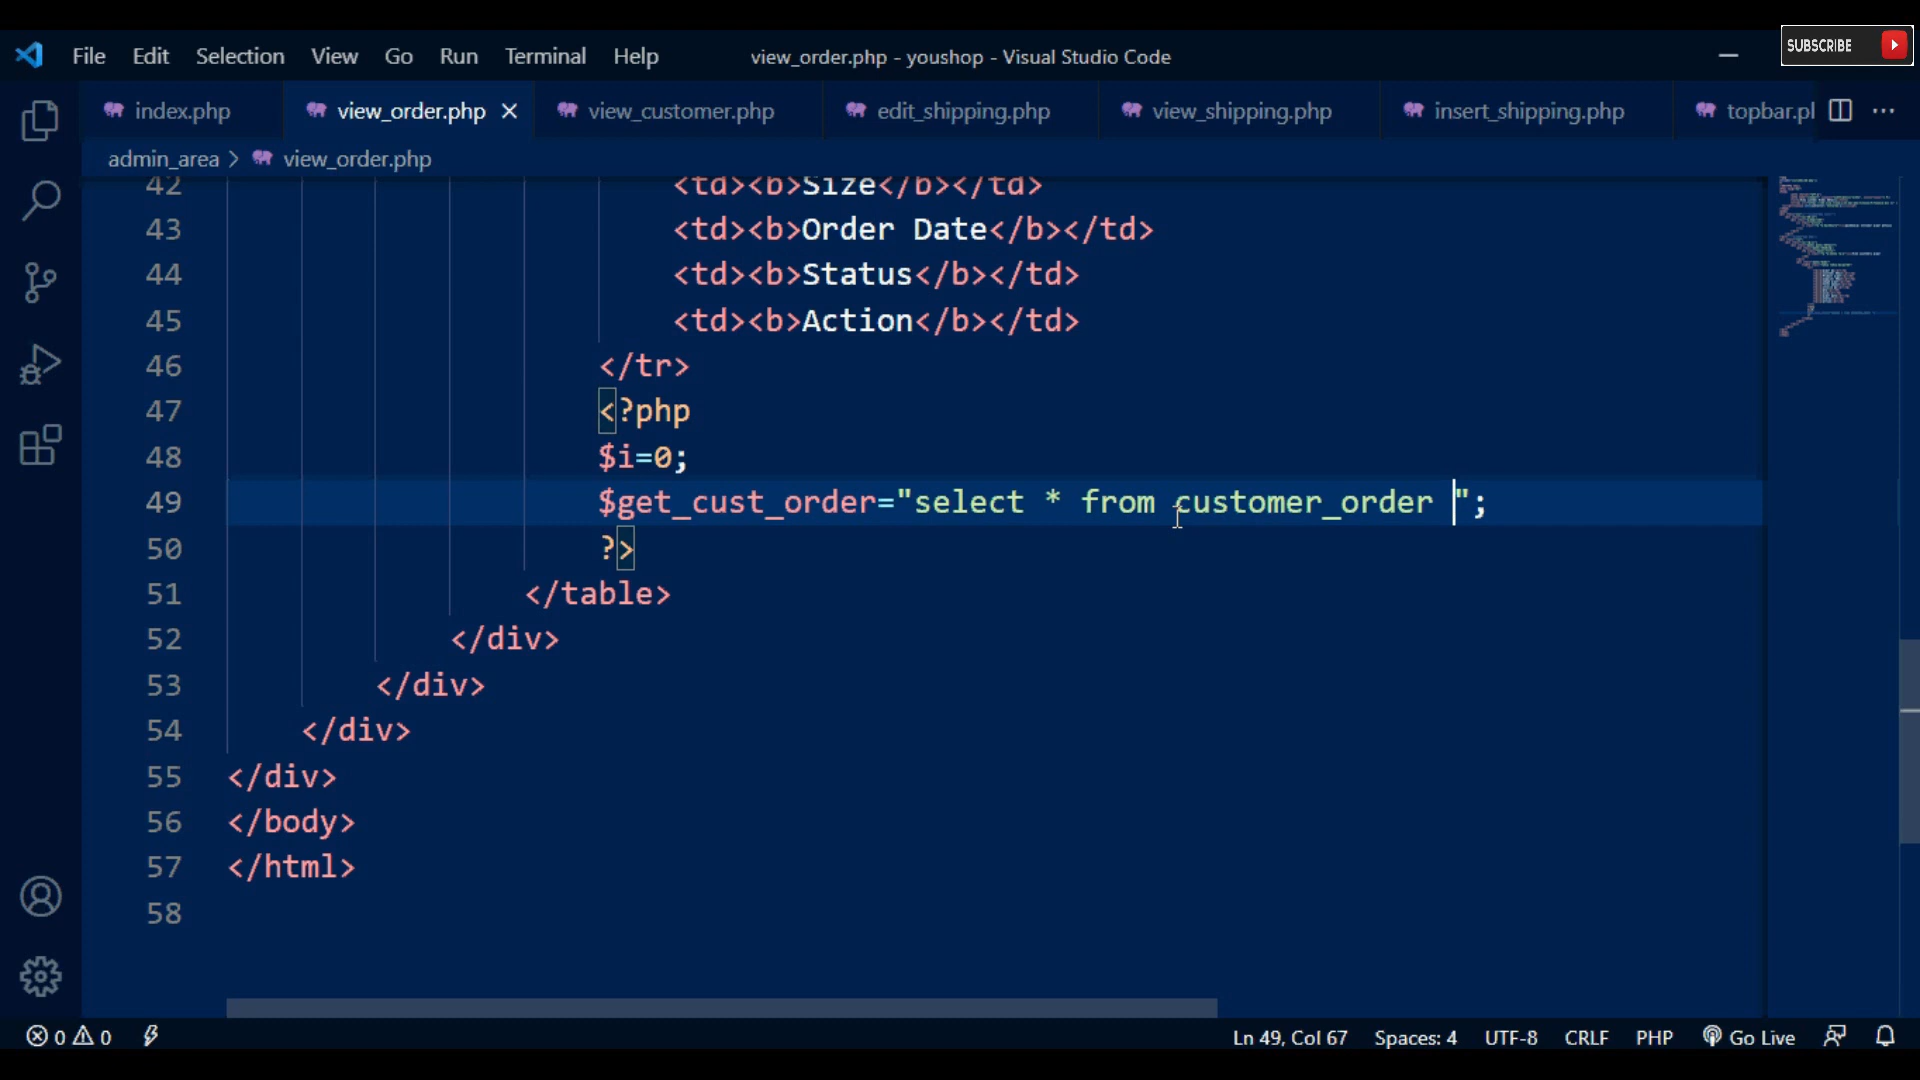 SUBSCRIBE
File Edit Selection View Go Run Terminal Help view_order.php - youshop - Visual Studio Code
index.php view_order.php view_customer.php edit_shipping.php view_shipping.php insert_shipping.php topbar.pl
admin_area > view_order.php
42 <td><b>Size</b></td>
43 <td><b>Order Date</b></td>
44 <td><b>Status</b></td>
45 <td><b>Action</b></td>
46 </tr>
47 <?php
48 $i=0;
49 $get_cust_order="select * from customer_order ";
50 ?>
51 </table>
52 </div>
53 </div>
54 </div>
55 </div>
56 </body>
57 </html>
58
0 0 Ln 49, Col 67 Spaces: 4 UTF-8 CRLF PHP Go Live